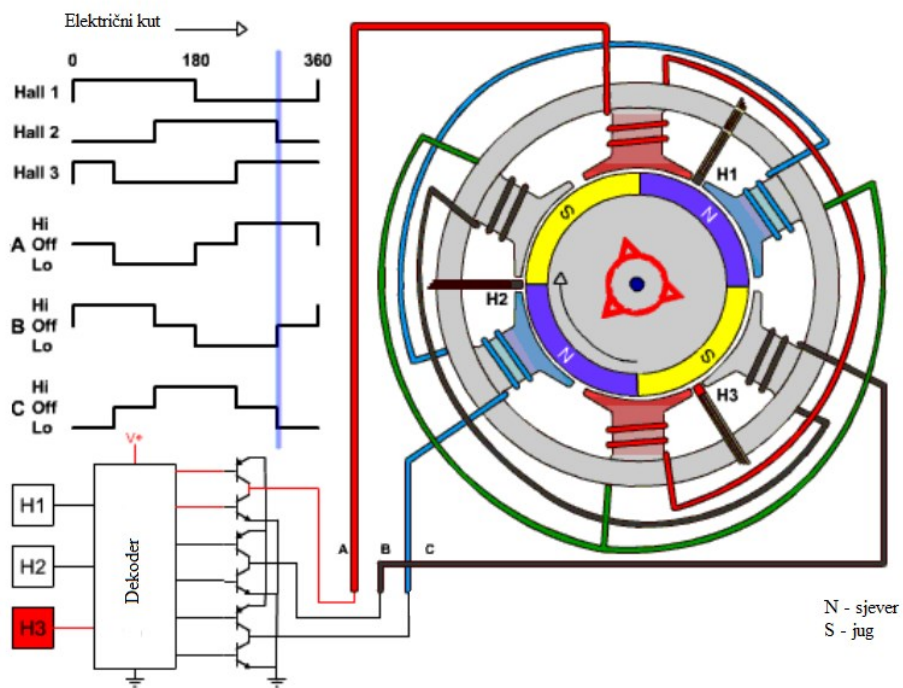 Električni kut
0 180 360
Hall 1
Hall 2
Hall 3
Hi
A Off
Lo
Hi
B Off
Lo
Hi
C Off
Lo
V+
H1
H2
H3
Dekoder
A B C
H1
H2
H3
S
N
N
S
N - sjever
S - jug